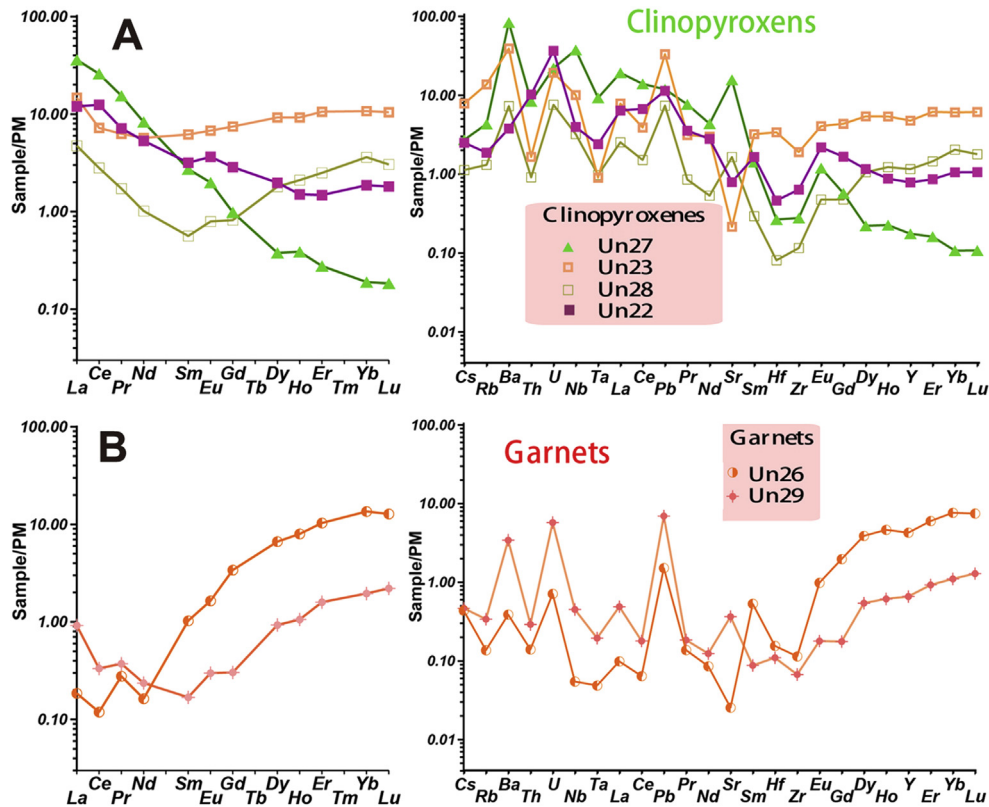 A
100.00
10.00
1.00
0.10
Sample/PM
La Ce Pr Nd Sm Eu Gd Tb Dy Ho Er Tm Yb Lu
Clinopyroxens
100.00
10.00
1.00
0.10
0.01
Sample/PM
Clinopyroxenes
Un27
Un23
Un28
Un22
Cs Rb Ba Th U Nb Ta La Ce Pb Pr Nd Sr Sm Hf Zr Eu Gd Dy Ho Y Er Yb Lu
B
100.00
10.00
1.00
0.10
Sample/PM
La Ce Pr Nd Sm Eu Gd Tb Dy Ho Er Tm Yb Lu
Garnets
100.00
10.00
1.00
0.10
0.01
Sample/PM
Garnets
Un26
Un29
Cs Rb Ba Th U Nb Ta La Ce Pb Pr Nd Sr Sm Hf Zr Eu Gd Dy Ho Y Er Yb Lu